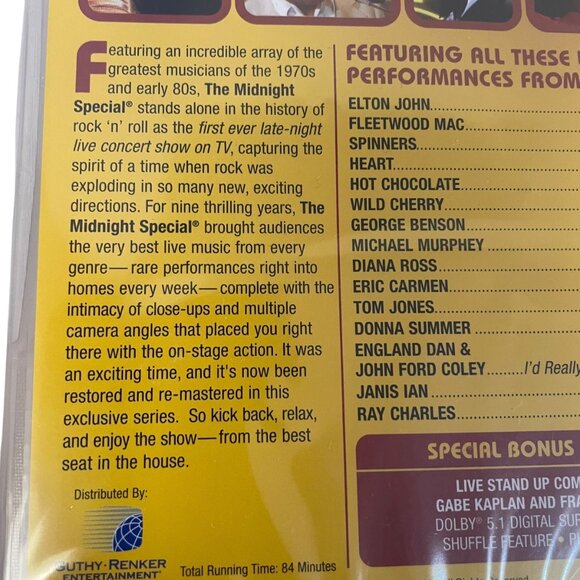 Featuring an incredible array of the
greatest musicians of the 1970s
and early 80s, The Midnight
Special® stands alone in the history of
rock 'n' roll as the first ever late-night
live concert show on TV, capturing the
spirit of a time when rock was
exploding in so many new, exciting
directions. For nine thrilling years, The
Midnight Special® brought audiences
the very best live music from every
genre—rare performances right into
homes every week—complete with the
intimacy of close-ups and multiple
camera angles that placed you right
there with the on-stage action. It was
an exciting time, and it's now been
restored and re-mastered in this
exclusive series. So kick back, relax,
and enjoy the show—from the best
seat in the house.
Distributed By:
GUTHY·RENKER
ENTERTAINMENT
Total Running Time: 84 Minutes
FEATURING ALL THESE
PERFORMANCES FROM
ELTON JOHN
FLEETWOOD MAC
SPINNERS
HEART
HOT CHOCOLATE
WILD CHERRY
GEORGE BENSON
MICHAEL MURPHEY
DIANA ROSS
ERIC CARMEN
TOM JONES
DONNA SUMMER
ENGLAND DAN &
JOHN FORD COLEY.........I'd Really
JANIS IAN
RAY CHARLES
SPECIAL BONUS
LIVE STAND UP COM
GABE KAPLAN AND FRA
DOLBY® 5.1 DIGITAL SUR
SHUFFLE FEATURE •